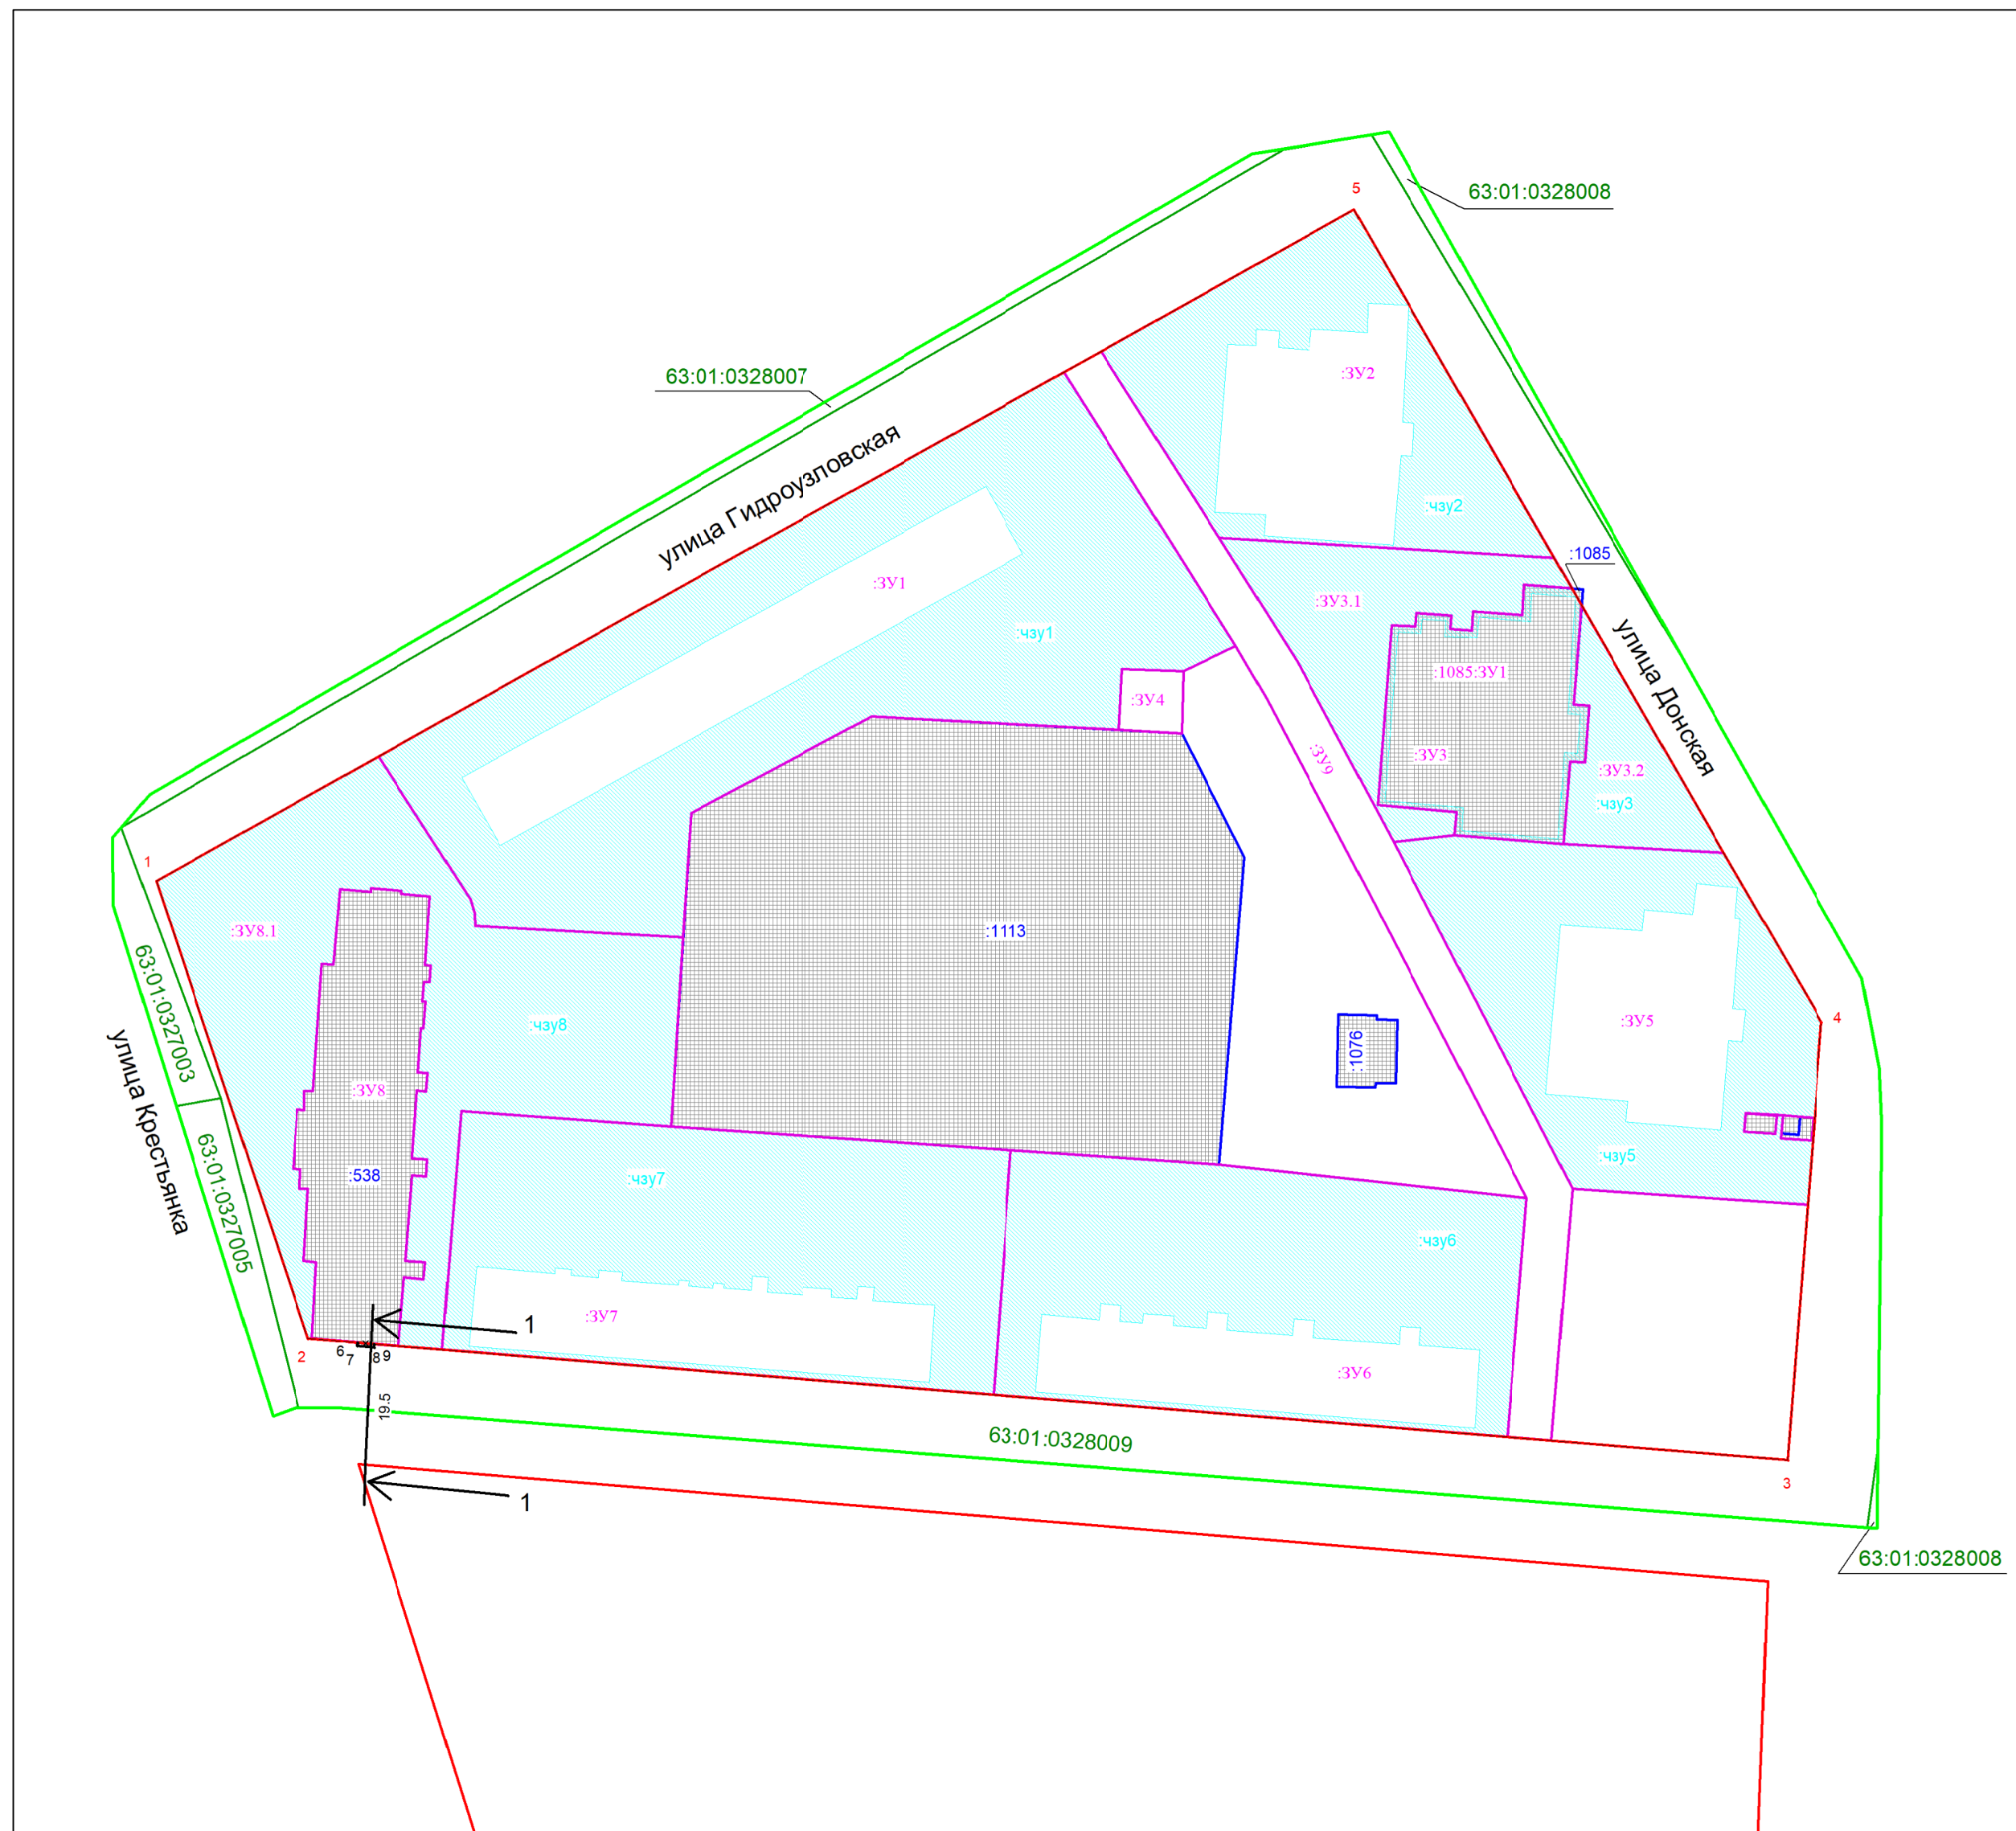 5
63:01:0328008
:ЗУ2
63:01:0328007
улица Гидроузловская
:чзу2
:1085
:ЗУ1
:ЗУ3.1
:чзу1
улица Донская
:1085:ЗУ1
:ЗУ4
:ЗУ9
:ЗУ3
:ЗУ3.2
:чзу3
1
:ЗУ8.1
:1113
63:01:0327003
:чзу8
:1076
:ЗУ5
4
улица Крестьянка
:ЗУ8
63:01:0327005
:538
:чзу7
:чзу5
:чзу6
:ЗУ7
1
2
6
7
8
9
:ЗУ6
19.5
63:01:0328009
3
1
63:01:0328008